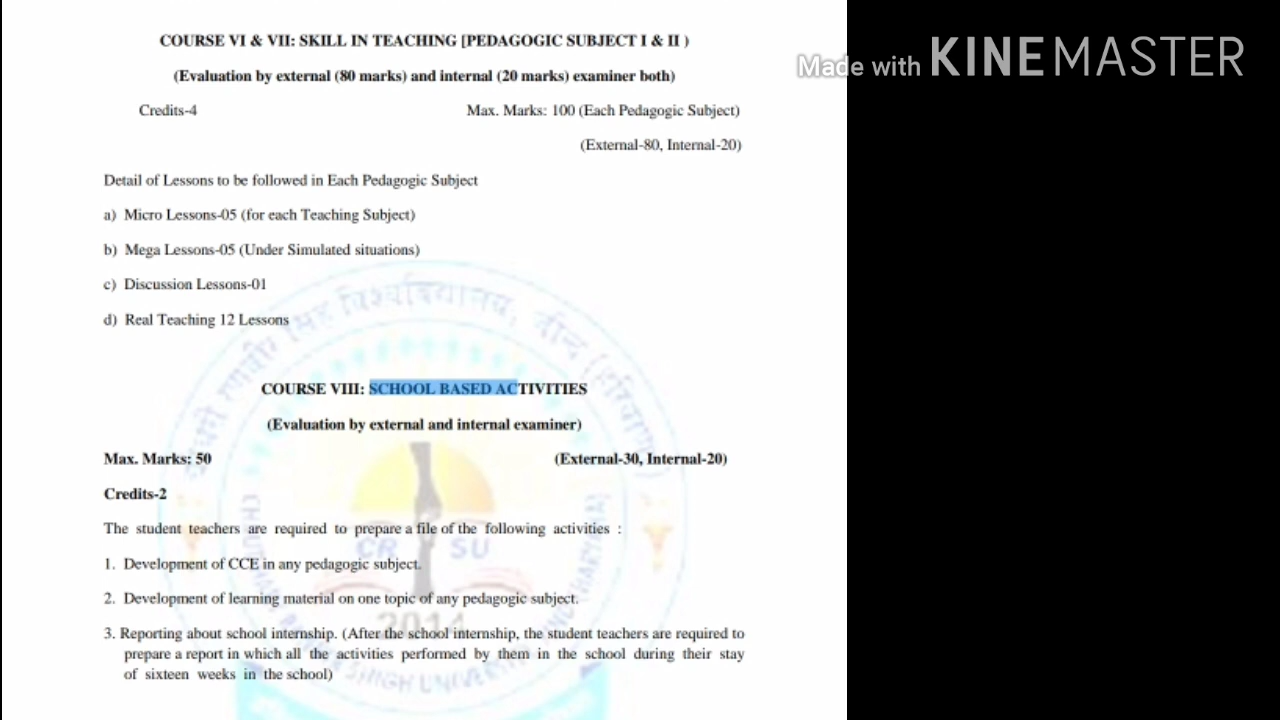 COURSE VI & VII: SKILL IN TEACHING [PEDAGOGIC SUBJECT I & II )
Made with KINEMASTER
(Evaluation by external (80 marks) and internal (20 marks) examiner both)
Credits-4 Max. Marks: 100 (Each Pedagogic Subject)
(External-80, Internal-20)
Detail of Lessons to be followed in Each Pedagogic Subject
a) Micro Lessons-05 (for each Teaching Subject)
b) Mega Lessons-05 (Under Simulated situations)
c) Discussion Lessons-01
d) Real Teaching 12 Lessons
COURSE VIII: SCHOOL BASED ACTIVITIES
(Evaluation by external and internal examiner)
Max. Marks: 50 (External-30, Internal-20)
Credits-2
The student teachers are required to prepare a file of the following activities :
1. Development of CCE in any pedagogic subject.
2. Development of learning material on one topic of any pedagogic subject.
3. Reporting about school internship. (After the school internship, the student teachers are required to
prepare a report in which all the activities performed by them in the school during their stay
of sixteen weeks in the school)
सिंह विश्वविद्यालय, जीन्द (हरियाणा)
CR SU
2014
SINGH UNIVERSITY